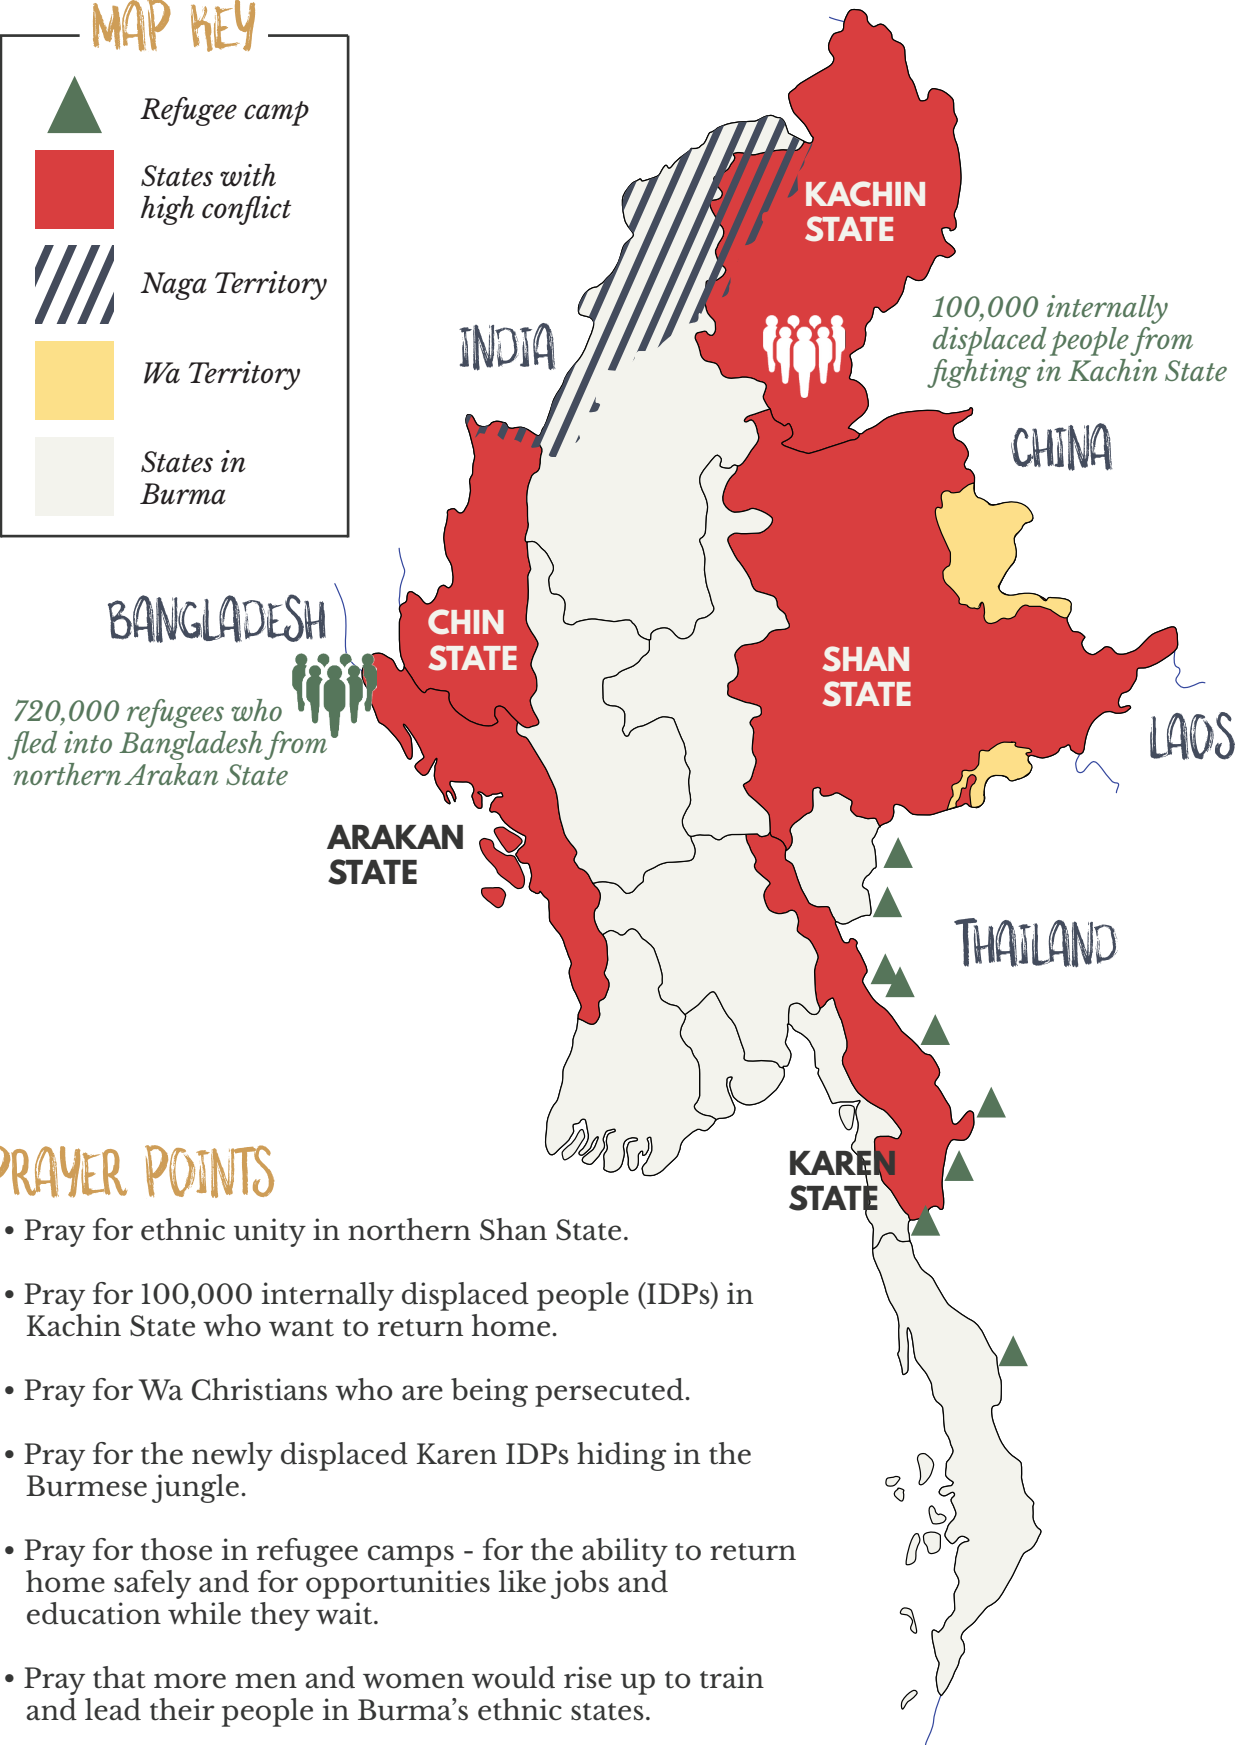 MAP KEY
Refugee camp
States with
high conflict
Naga Territory
Wa Territory
States in
Burma
KACHIN
STATE
INDIA
100,000 internally
displaced people from
fighting in Kachin State
CHINA
BANGLADESH
CHIN
STATE
SHAN
STATE
720,000 refugees who
fled into Bangladesh from
northern Arakan State
LAOS
ARAKAN
STATE
THAILAND
KAREN
STATE
PRAYER POINTS
• Pray for ethnic unity in northern Shan State.
• Pray for 100,000 internally displaced people (IDPs) in
Kachin State who want to return home.
• Pray for Wa Christians who are being persecuted.
• Pray for the newly displaced Karen IDPs hiding in the
Burmese jungle.
• Pray for those in refugee camps - for the ability to return
home safely and for opportunities like jobs and
education while they wait.
• Pray that more men and women would rise up to train
and lead their people in Burma’s ethnic states.